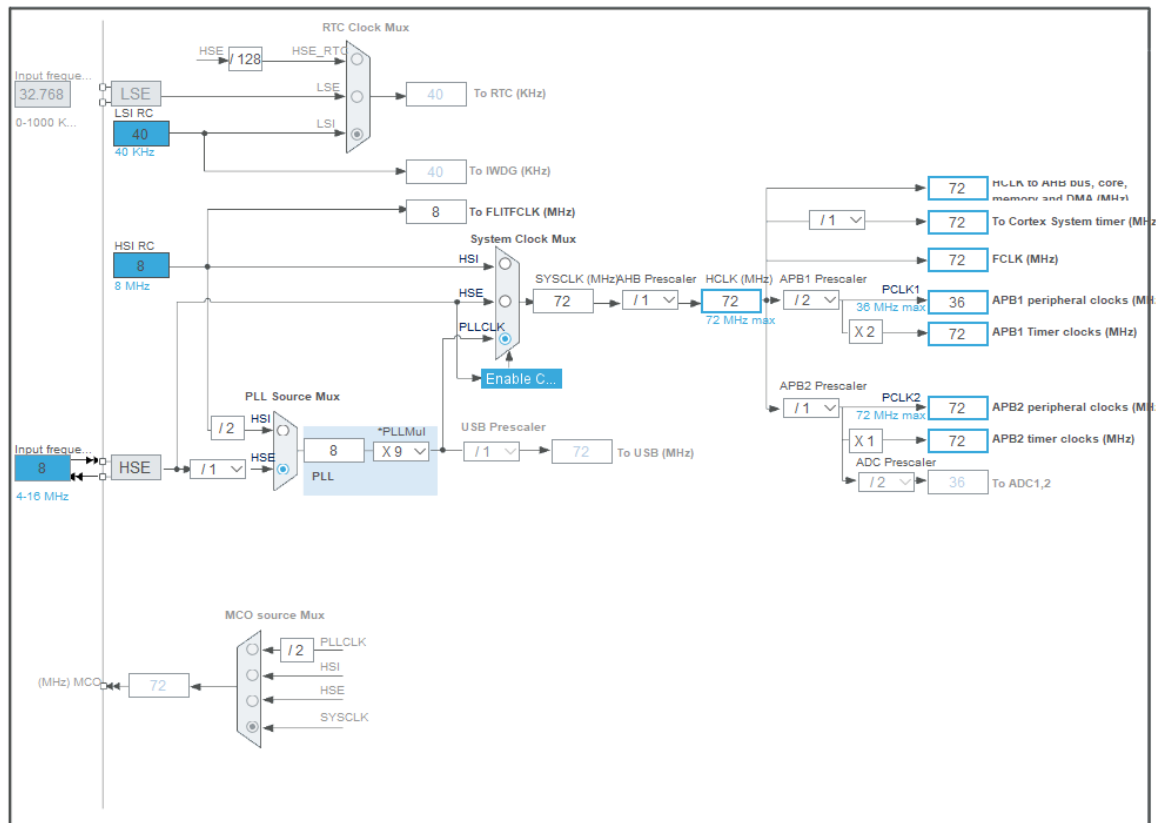 RTC Clock Mux
HSE
/ 128
HSE_RTC
Input freque...
32.768
LSE
LSE
40
To RTC (KHz)
0-1000 K...
LSI RC
40
LSI
40 KHz
40
To IWDG (KHz)
8
To FLITFCLK (MHz)
HSI RC
8
8 MHz
System Clock Mux
HSI
HSE
PLLCLK
Enable C...
SYSCLK (MHz)
72
AHB Prescaler
/ 1
HCLK (MHz)
72
72 MHz max
72
HCLK to AHB bus, core,
memory and DMA (MHz)
/ 1
72
To Cortex System timer (MHz
72
FCLK (MHz)
APB1 Prescaler
/ 2
PCLK1
36 MHz max
36
APB1 peripheral clocks (MH
X 2
72
APB1 Timer clocks (MHz)
APB2 Prescaler
/ 1
PCLK2
72 MHz max
72
APB2 peripheral clocks (MH
X 1
72
APB2 timer clocks (MHz)
ADC Prescaler
/ 2
36
To ADC1,2
PLL Source Mux
HSI
/ 2
Input freque...
8
HSE
/ 1
HSE
4-16 MHz
8
*PLLMul
X 9
PLL
USB Prescaler
/ 1
72
To USB (MHz)
MCO source Mux
PLLCLK
/ 2
HSI
HSE
SYSCLK
(MHz) MCO
72